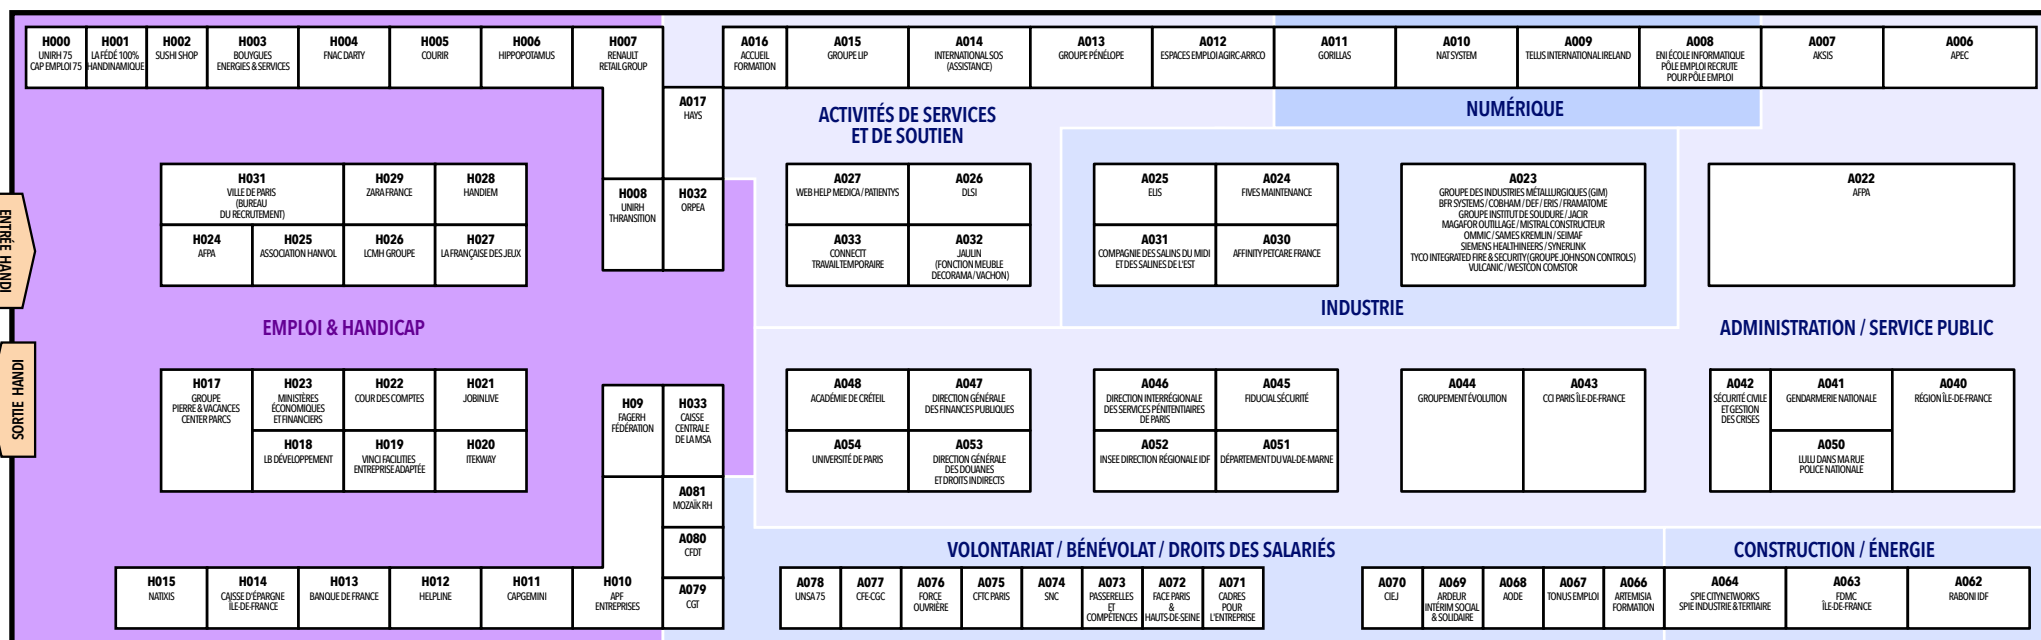 H000
UNIRH 75
CAP EMPLOI 75
H001
LA FÉDÉ 100%
HANDINAMIQUE
H002
SUSHI SHOP
H003
BOUYGUES
ENERGIES & SERVICES
H004
FNAC DARTY
H005
COURIR
H006
HIPPOPOTAMUS
H007
RENAULT
RETAIL GROUP
A016
ACCUEIL
FORMATION
A015
GROUPE LIP
A014
INTERNATIONAL SOS
(ASSISTANCE)
A013
GROUPE PÉNÉLOPE
A012
ESPACES EMPLOI AGIRC-ARRCO
A011
GORILLAS
A010
NAT SYSTEM
A009
TELUS INTERNATIONAL IRELAND
A008
ENI ÉCOLE INFORMATIQUE
PÔLE EMPLOI RECRUTE
POUR PÔLE EMPLOI
A007
AKSIS
A006
APEC
A017
HAYS
ACTIVITÉS DE SERVICES
ET DE SOUTIEN
NUMÉRIQUE
H031
VILLE DE PARIS
(BUREAU
DU RECRUTEMENT)
H029
ZARA FRANCE
H028
HANDIEM
H008
UNIRH
THRANSITION
H032
ORPEA
A027
WEB HELP MEDICA / PATIENTYS
A026
DLSI
A025
ELIS
A024
FIVES MAINTENANCE
A023
GROUPE DES INDUSTRIES MÉTALLURGIQUES (GIM)
BFR SYSTEMS / COBHAM / DEF / ERIS / FRAMATOME
GROUPE INSTITUT DE SOUDURE / JACIR
MAGAFOR OUTILLAGE / MISTRAL CONSTRUCTEUR
OMMIC / SAMES KREMLIN / SEIMAF
SIEMENS HEALTHINEERS / SYNERLINK
TYCO INTEGRATED FIRE & SECURITY (GROUPE JOHNSON CONTROLS)
VULCANIC / WESTCON COMSTOR
A022
AFPA
ENTRÉE HANDI
H024
AFPA
H025
ASSOCIATION HANVOL
H026
LCMH GROUPE
H027
LA FRANÇAISE DES JEUX
A033
CONNECTT
TRAVAIL TEMPORAIRE
A032
JAULIN
(FONCTION MEUBLE
DECORAMA / VACHON)
A031
COMPAGNIE DES SALINS DU MIDI
ET DES SALINES DE L'EST
A030
AFFINITY PETCARE FRANCE
INDUSTRIE
EMPLOI & HANDICAP
ADMINISTRATION / SERVICE PUBLIC
SORTIE HANDI
H017
GROUPE
PIERRE & VACANCES
CENTER PARCS
H023
MINISTÈRES
ÉCONOMIQUES
ET FINANCIERS
H022
COUR DES COMPTES
H021
JOBINLIVE
H09
FAGERH
FÉDÉRATION
H033
CAISSE
CENTRALE
DE LA MSA
A048
ACADÉMIE DE CRÉTEIL
A047
DIRECTION GÉNÉRALE
DES FINANCES PUBLIQUES
A046
DIRECTION INTERRÉGIONALE
DES SERVICES PÉNITENTIAIRES
DE PARIS
A045
FIDUCIAL SÉCURITÉ
A044
GROUPEMENT ÉVOLUTION
A043
CCI PARIS ÎLE-DE-FRANCE
A042
SÉCURITÉ CIVILE
ET GESTION
DES CRISES
A041
GENDARMERIE NATIONALE
A040
RÉGION ÎLE-DE-FRANCE
H018
LB DÉVELOPPEMENT
H019
VINCI FACILITIES
ENTREPRISE ADAPTÉE
H020
ITEKWAY
A054
UNIVERSITÉ DE PARIS
A053
DIRECTION GÉNÉRALE
DES DOUANES
ET DROITS INDIRECTS
A052
INSEE DIRECTION RÉGIONALE IDF
A051
DÉPARTEMENT DU VAL-DE-MARNE
A050
LULU DANS MA RUE
POLICE NATIONALE
A081
MOZAÏK RH
A080
CFDT
VOLONTARIAT / BÉNÉVOLAT / DROITS DES SALARIÉS
CONSTRUCTION / ÉNERGIE
H015
NATIXIS
H014
CAISSE D'ÉPARGNE
ÎLE-DE-FRANCE
H013
BANQUE DE FRANCE
H012
HELPLINE
H011
CAPGEMINI
H010
APF
ENTREPRISES
A079
CGT
A078
UNSA 75
A077
CFE-CGC
A076
FORCE
OUVRIÈRE
A075
CFTC PARIS
A074
SNC
A073
PASSERELLES
ET
COMPÉTENCES
A072
FACE PARIS
&
HAUTS-DE-SEINE
A071
CADRES
POUR
L'ENTREPRISE
A070
CIEJ
A069
ARDEUR
INTÉRIM SOCIAL
& SOLIDAIRE
A068
AODE
A067
TONUS EMPLOI
A066
ARTEMISIA
FORMATION
A064
SPIE CITYNETWORKS
SPIE INDUSTRIE & TERTIAIRE
A063
FDMC
ÎLE-DE-FRANCE
A062
RABONI IDF